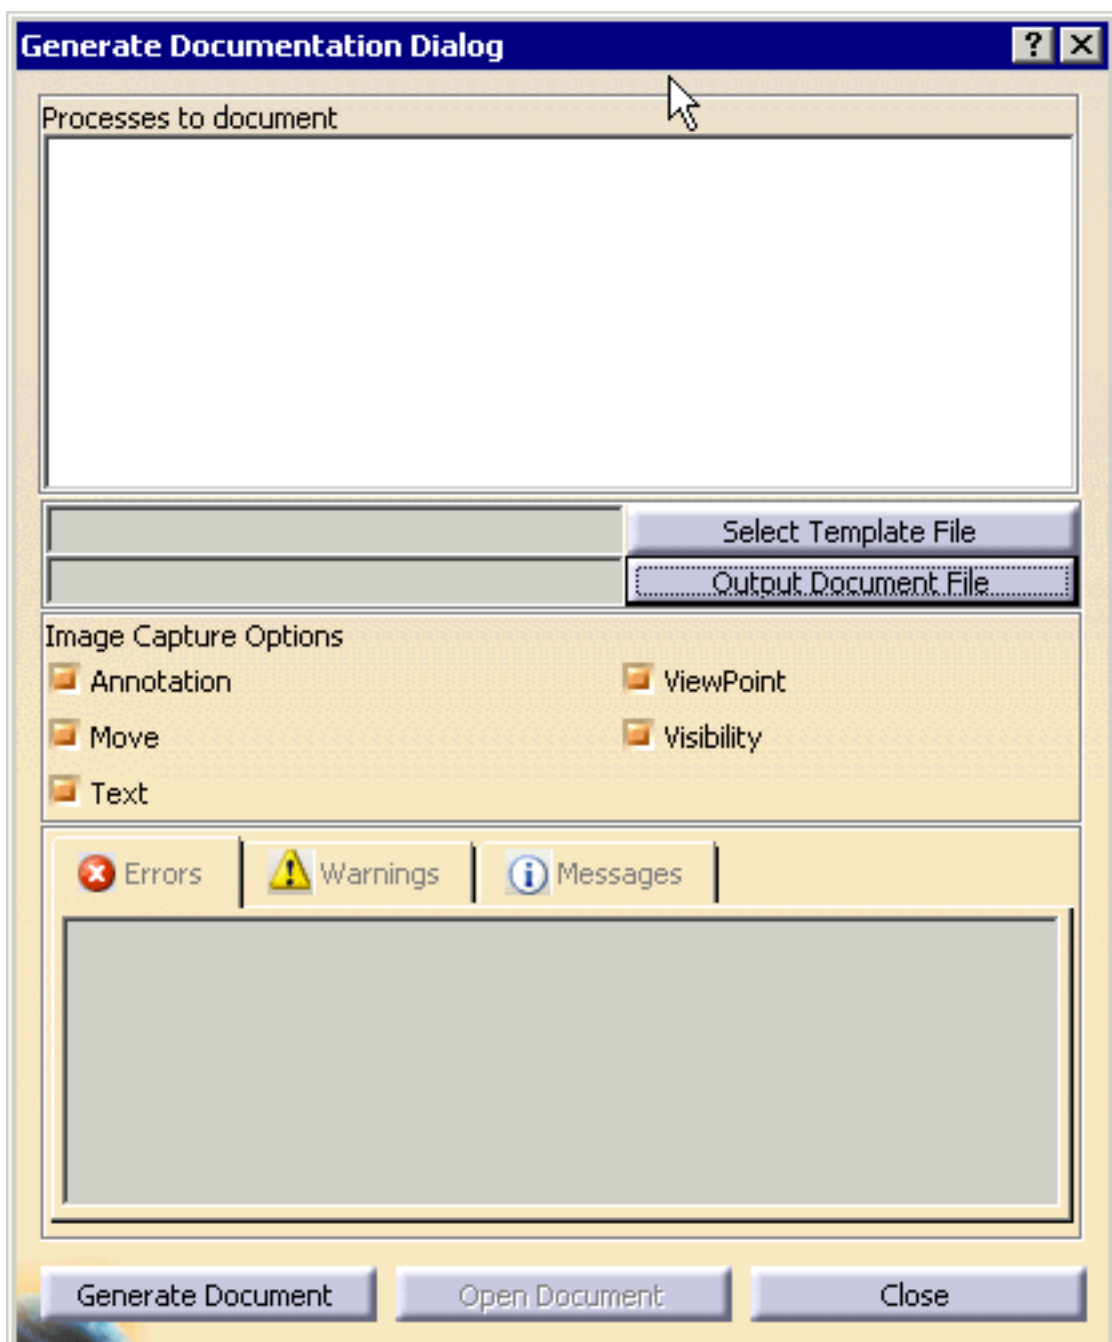 Generate Documentation Dialog
Processes to document
Select Template File
Output Document File
Image Capture Options
Annotation
ViewPoint
Move
Visibility
Text
Errors
Warnings
Messages
Generate Document
Open Document
Close